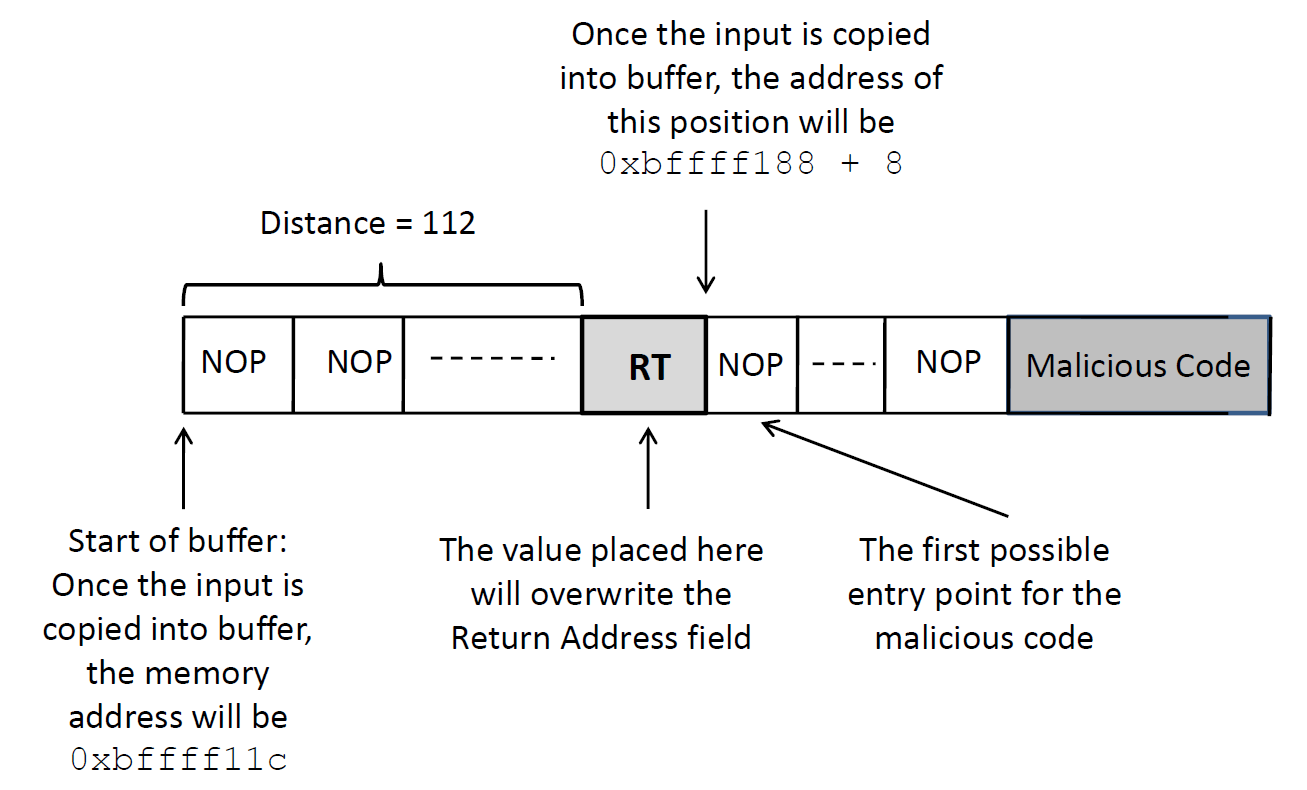 Once the input is copied
into buffer, the address of
this position will be
0xbffff188 + 8
Distance = 112
NOP
NOP
RT
NOP
NOP
Malicious Code
Start of buffer:
Once the input is
copied into buffer,
the memory
address will be
0xbffff11c
The value placed here
will overwrite the
Return Address field
The first possible
entry point for the
malicious code